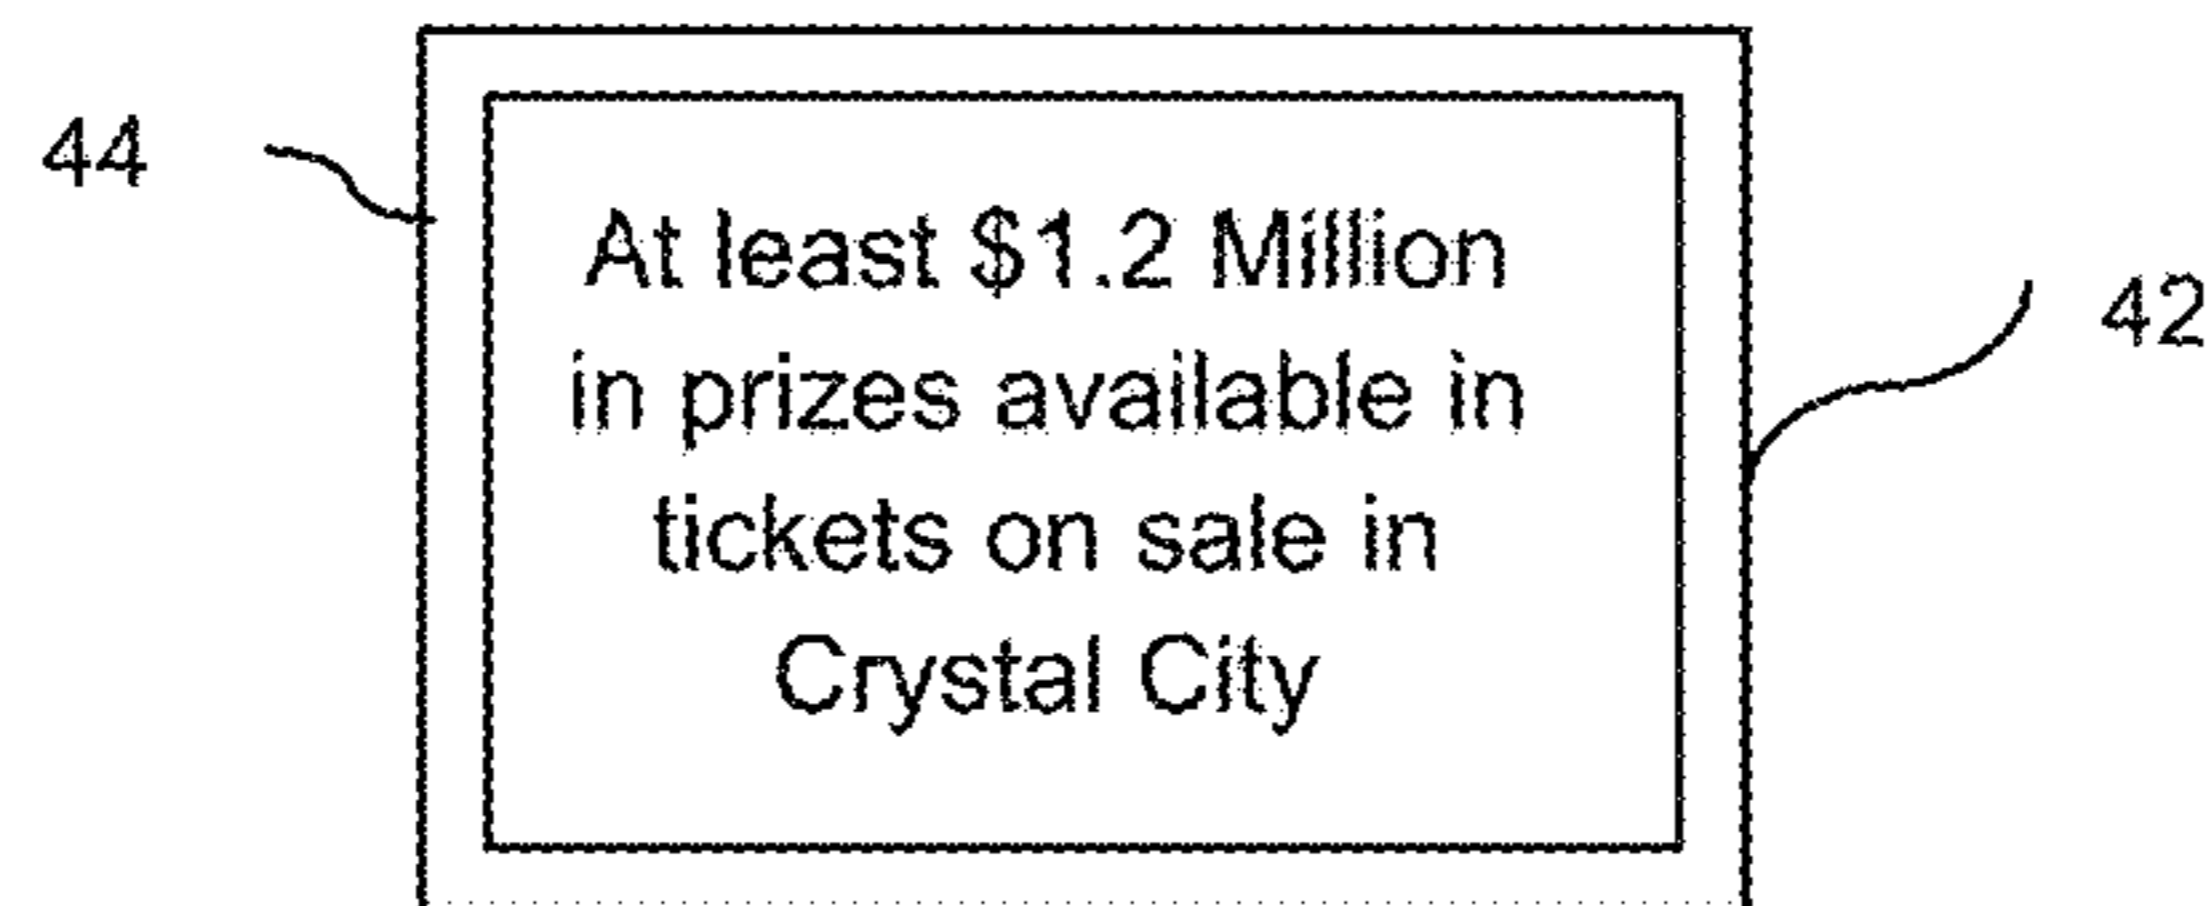 44
At least $1.2 Million
in prizes available in
tickets on sale in
Crystal City
42